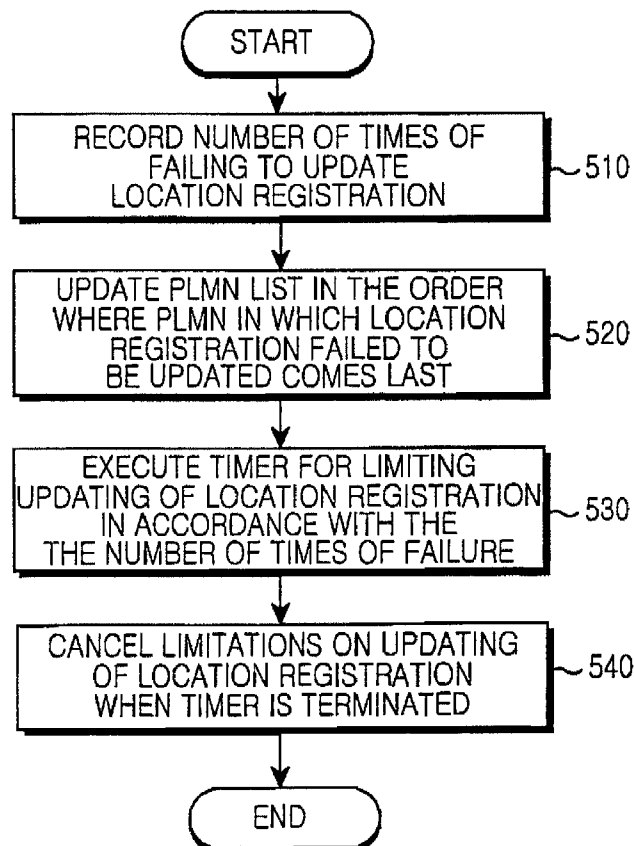 START
RECORD NUMBER OF TIMES OF
FAILING TO UPDATE
LOCATION REGISTRATION
510
UPDATE PLMN LIST IN THE ORDER
WHERE PLMN IN WHICH LOCATION
REGISTRATION FAILED TO
BE UPDATED COMES LAST
520
EXECUTE TIMER FOR LIMITING
UPDATING OF LOCATION REGISTRATION
IN ACCORDANCE WITH THE
THE NUMBER OF TIMES OF FAILURE
530
CANCEL LIMITATIONS ON UPDATING
OF LOCATION REGISTRATION
WHEN TIMER IS TERMINATED
540
END